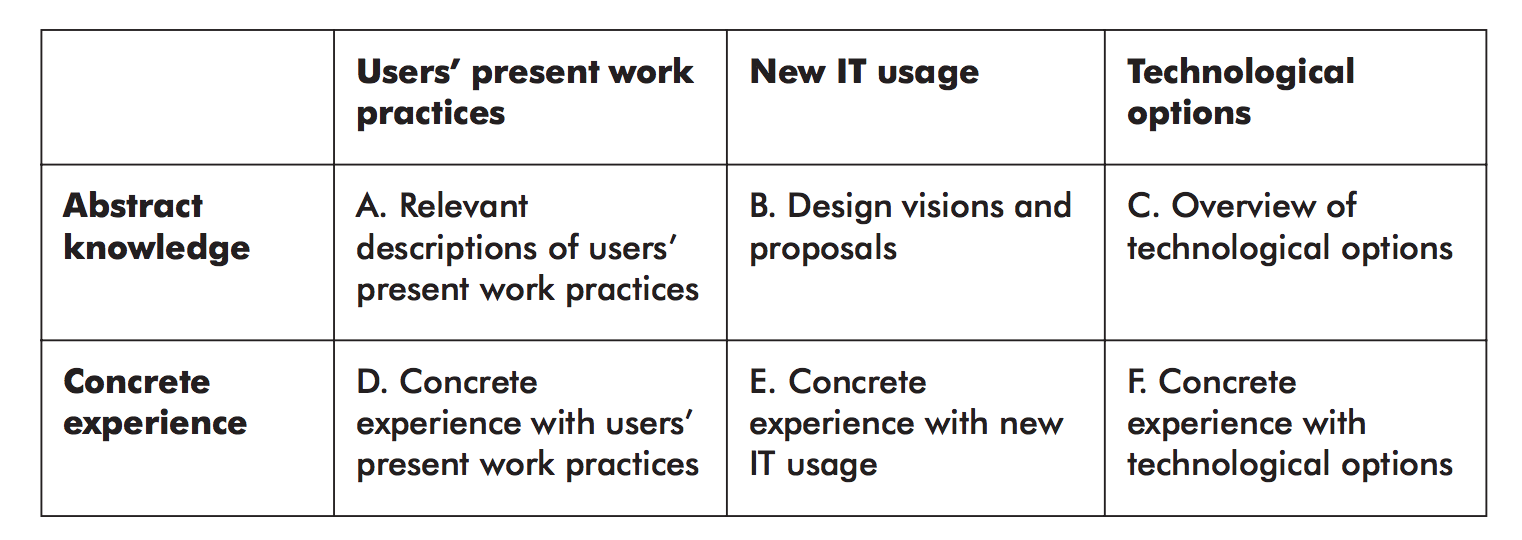 Users’ present work
practices
New IT usage
Technological
options
Abstract
knowledge
A. Relevant
descriptions of users’
present work practices
B. Design visions and
proposals
C. Overview of
technological options
Concrete
experience
D. Concrete
experience with users’
present work practices
E. Concrete
experience with new
IT usage
F. Concrete
experience with
technological options